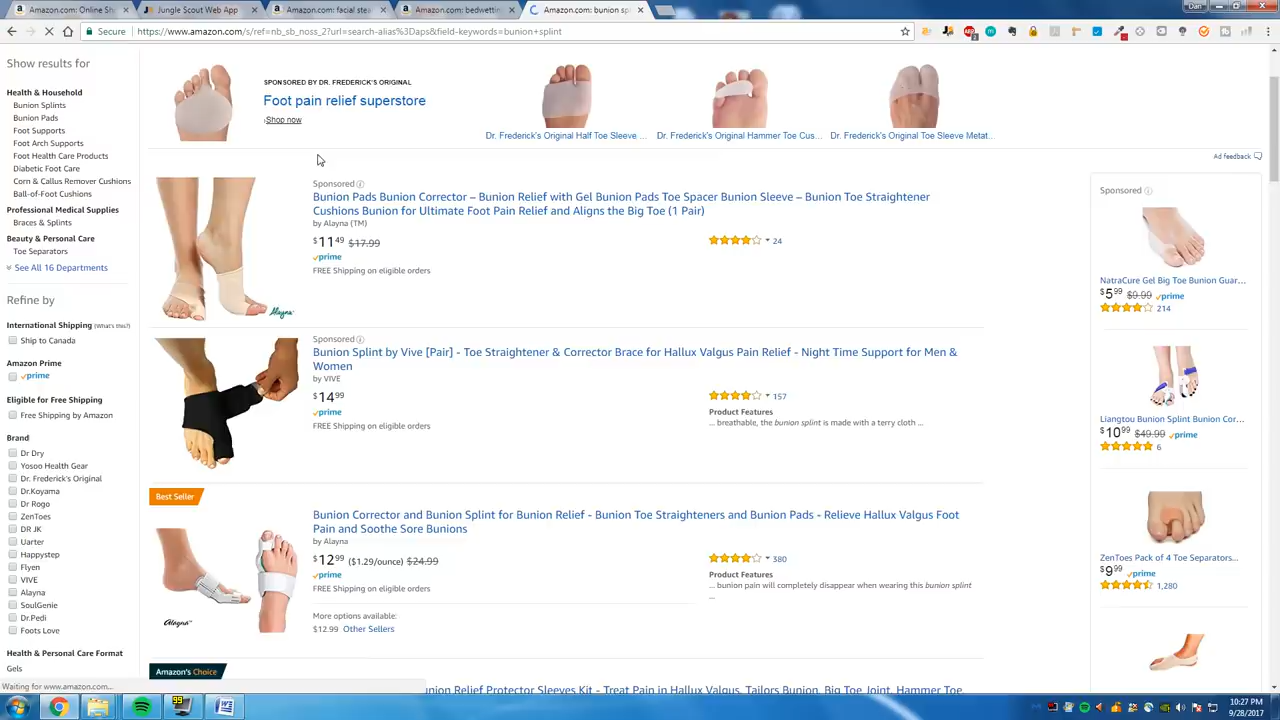 Amazon.com: Online Sh
Jungle Scout Web App
Amazon.com: facial stea
Amazon.com: bedwetting
Amazon.com: bunion spl
Dan
Secure
https://www.amazon.com/s/ref=nb_sb_noss_2?url=search-alias%3Daps&field-keywords=bunion+splint
Show results for
Health & Household
Bunion Splints
Bunion Pads
Foot Supports
Foot Arch Supports
Foot Health Care Products
Diabetic Foot Care
Corn & Callus Remover Cushions
Ball-of-Foot Cushions
Professional Medical Supplies
Braces & Splints
Beauty & Personal Care
Toe Separators
See All 16 Departments
Refine by
International Shipping (What's this?)
Ship to Canada
Amazon Prime
prime
Eligible for Free Shipping
Free Shipping by Amazon
Brand
Dr Dry
Yosoo Health Gear
Dr. Frederick's Original
Dr.Koyama
Dr Rogo
ZenToes
DR JK
Uarter
Happystep
Flyen
VIVE
Alayna
SoulGenie
Dr.Pedi
Foots Love
Health & Personal Care Format
Gels
SPONSORED BY DR. FREDERICK'S ORIGINAL
Foot pain relief superstore
Shop now
Dr. Frederick's Original Half Toe Sleeve ...
Dr. Frederick's Original Hammer Toe Cus...
Dr. Frederick's Original Toe Sleeve Metat...
Ad feedback
Sponsored
Bunion Pads Bunion Corrector – Bunion Relief with Gel Bunion Pads Toe Spacer Bunion Sleeve – Bunion Toe Straightener
Cushions Bunion for Ultimate Foot Pain Relief and Aligns the Big Toe (1 Pair)
by Alayna (TM)
$11 49 $17.99
24
prime
FREE Shipping on eligible orders
Alayna
Sponsored
Bunion Splint by Vive [Pair] - Toe Straightener & Corrector Brace for Hallux Valgus Pain Relief - Night Time Support for Men &
Women
by VIVE
$14 99
157
prime
Product Features
FREE Shipping on eligible orders
... breathable, the bunion splint is made with a terry cloth ...
Best Seller
Bunion Corrector and Bunion Splint for Bunion Relief - Bunion Toe Straighteners and Bunion Pads - Relieve Hallux Valgus Foot
Pain and Soothe Sore Bunions
by Alayna
$12 99 ($1.29/ounce) $24.99
380
prime
Product Features
FREE Shipping on eligible orders
... bunion pain will completely disappear when wearing this bunion splint
...
More options available:
$12.99 Other Sellers
Alayna
Amazon's Choice
union Relief Protector Sleeves Kit - Treat Pain in Hallux Valgus, Tailors Bunion, Big Toe Joint, Hammer Toe,
Sponsored
NatraCure Gel Big Toe Bunion Guar...
$5 99 $9.99 prime
214
Liangtou Bunion Splint Bunion Cor...
$10 99 $49.99 prime
6
ZenToes Pack of 4 Toe Separators...
$9 99
prime
1,280
Waiting for www.amazon.com...
99
10:27 PM
9/28/2017